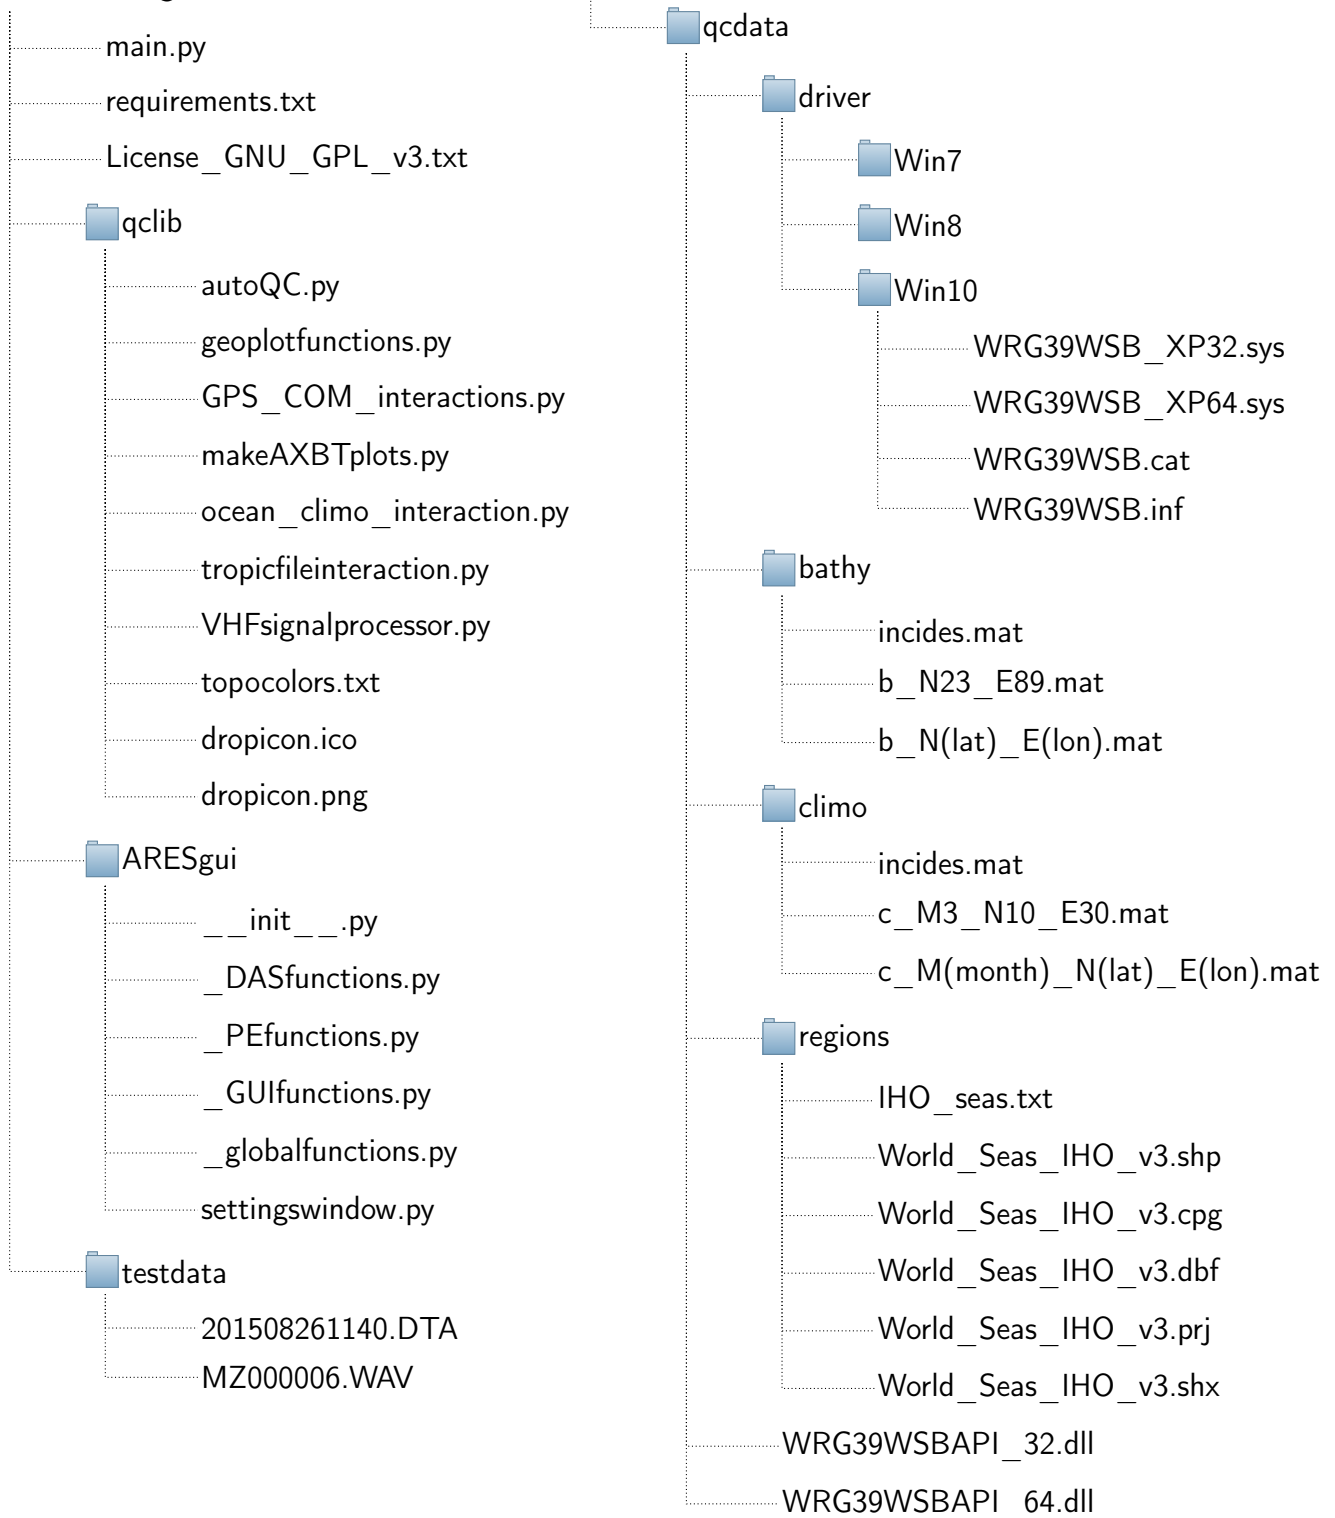 main.py
requirements.txt
License_GNU_GPL_v3.txt
qclib
autoQC.py
geoplotfunctions.py
GPS_COM_interactions.py
makeAXBTplots.py
ocean_climo_interaction.py
tropicfileinteraction.py
VHFsignalprocessor.py
topocolors.txt
dropicon.ico
dropicon.png
ARESgui
__init__.py
_DASfunctions.py
_PEfunctions.py
_GUIfunctions.py
_globalfunctions.py
settingswindow.py
testdata
201508261140.DTA
MZ000006.WAV
qcdata
driver
Win7
Win8
Win10
WRG39WSB_XP32.sys
WRG39WSB_XP64.sys
WRG39WSB.cat
WRG39WSB.inf
bathy
incides.mat
b_N23_E89.mat
b_N(lat)_E(lon).mat
climo
incides.mat
c_M3_N10_E30.mat
c_M(month)_N(lat)_E(lon).mat
regions
IHO_seas.txt
World_Seas_IHO_v3.shp
World_Seas_IHO_v3.cpg
World_Seas_IHO_v3.dbf
World_Seas_IHO_v3.prj
World_Seas_IHO_v3.shx
WRG39WSBAPI_32.dll
WRG39WSBAPI_64.dll